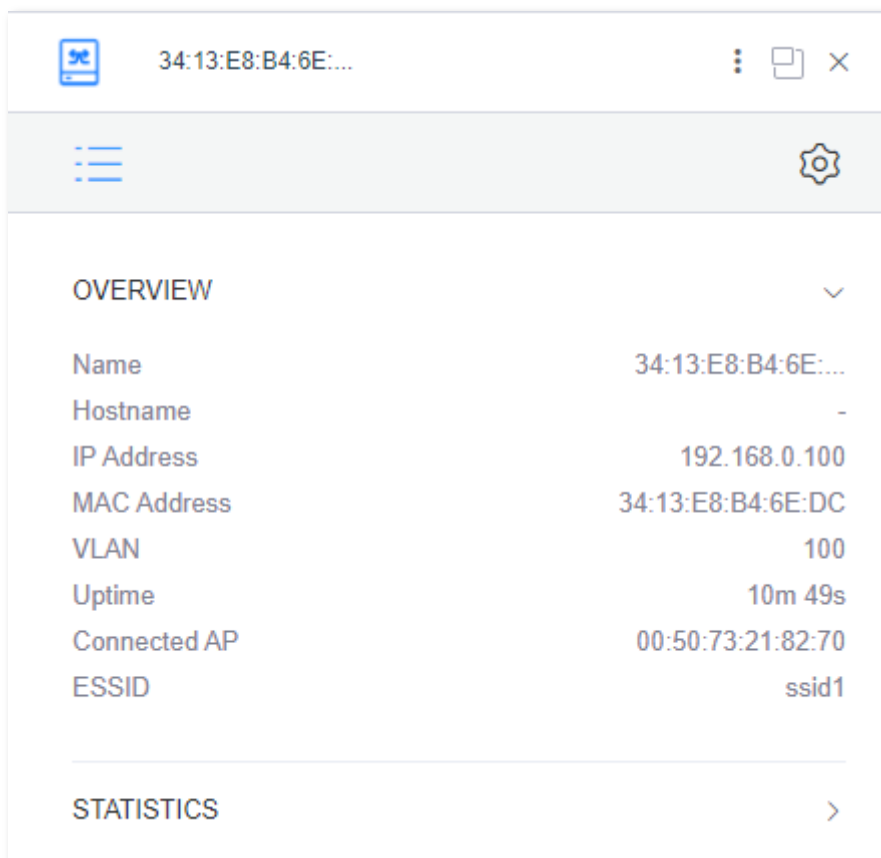 34:13:E8:B4:6E:...
OVERVIEW
Name 34:13:E8:B4:6E:...
Hostname -
IP Address 192.168.0.100
MAC Address 34:13:E8:B4:6E:DC
VLAN 100
Uptime 10m 49s
Connected AP 00:50:73:21:82:70
ESSID ssid1
STATISTICS